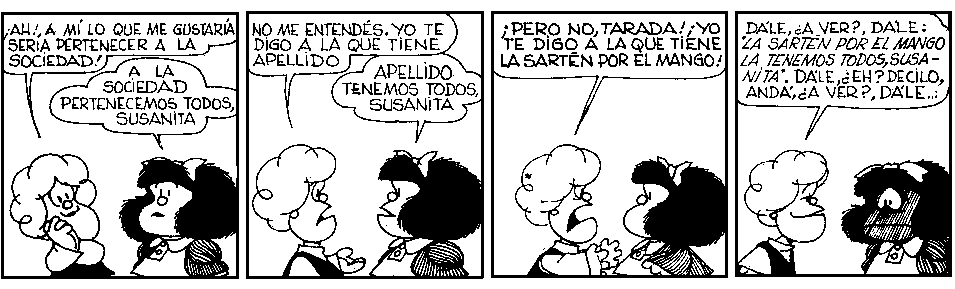 ¡AH!, A MÍ LO QUE ME GUSTARÍA
SERÍA PERTENECER A LA
SOCIEDAD!
A LA
SOCIEDAD
PERTENECEMOS TODOS,
SUSANITA
NO ME ENTENDÉS. YO TE
DIGO A LA QUE TIENE
APELLIDO
APELLIDO
TENEMOS TODOS,
SUSANITA
¡PERO NO, TARADA!¡YO
TE DIGO A LA QUE TIENE
LA SARTÉN POR EL MANGO!
DALE, ¿A VER?, DALE:
"LA SARTÉN POR EL MANGO
LA TENEMOS TODOS, SUSA-
NITA". DALE, ¿EH? DECILO,
ANDÁ, ¿A VER?, DALE...